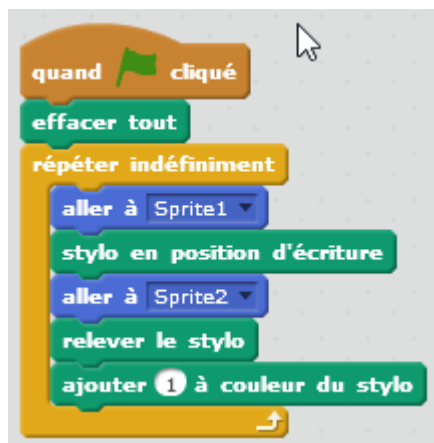 quand cliqué
effacer tout
répéter indéfiniment
aller à Sprite1
stylo en position d'écriture
aller à Sprite2
relever le stylo
ajouter 1 à couleur du stylo